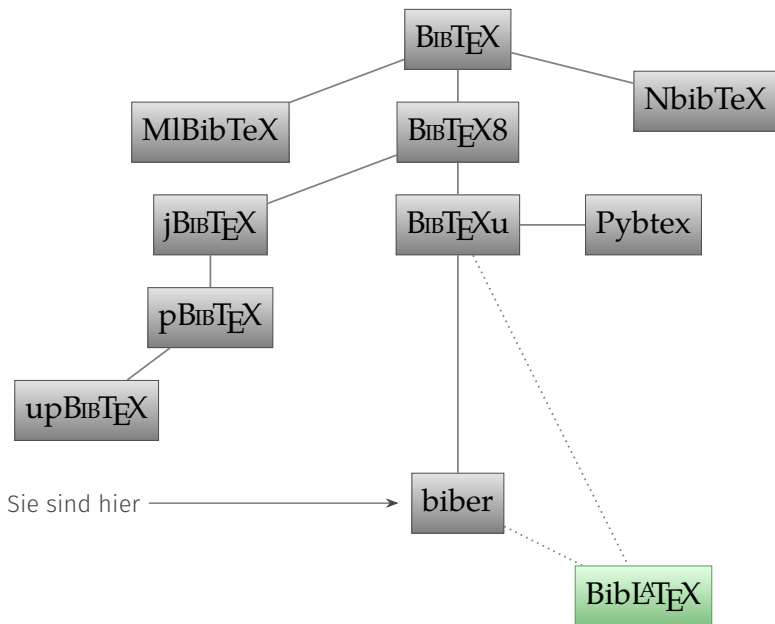 BIBTEX
NbibTeX
MlBibTeX
BIBTEX8
jBIBTEX
BIBTEXu
Pybtex
pBIBTEX
upBIBTEX
Sie sind hier
biber
BibLATEX